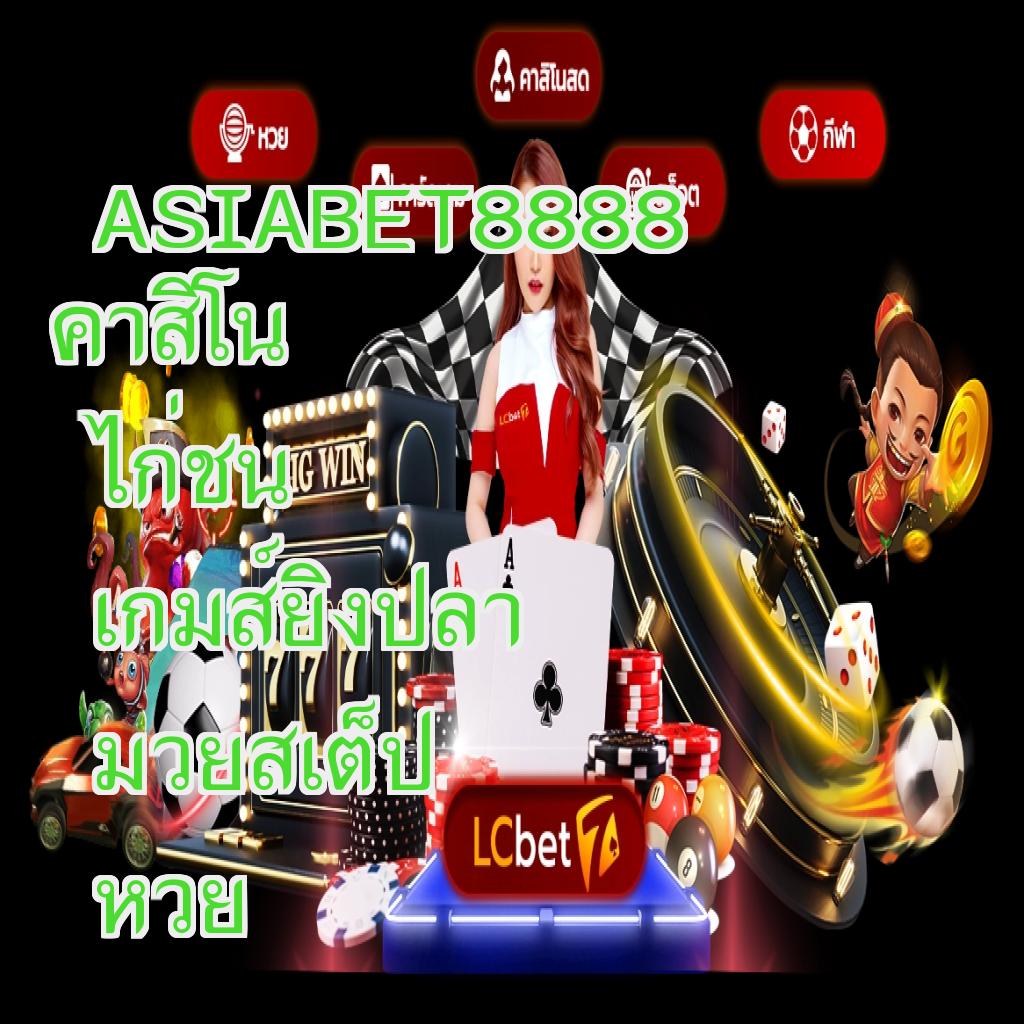 คาสิโนสด
หวย
กีฬา
ASIABET8888
คาสิโน
LCbet
ไก่ชน
BIG WIN
เกมส์ยิงปลา
777
มวยสเต็ป
LCbet
หวย